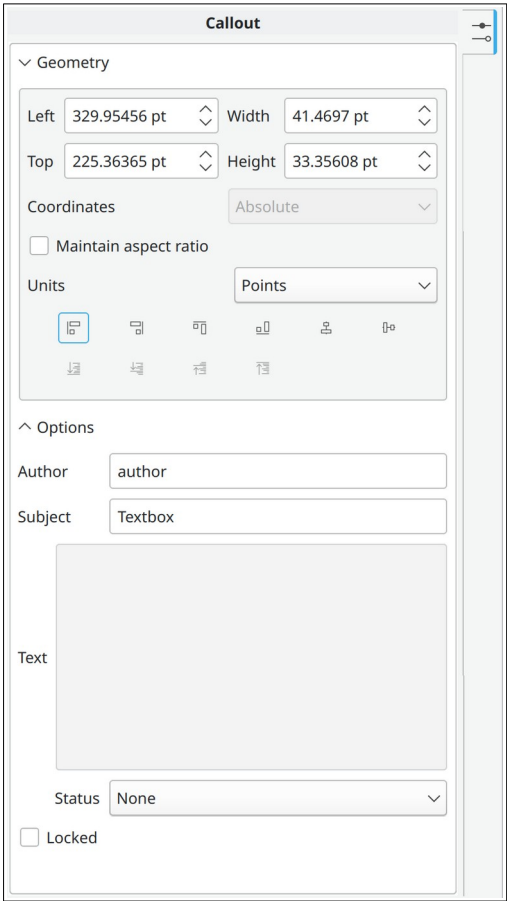 Callout
Geometry
Left 329.95456 pt Width 41.4697 pt
Top 225.36365 pt Height 33.35608 pt
Coordinates Absolute
Maintain aspect ratio
Units Points
Options
Author author
Subject Textbox
Text
Status None
Locked